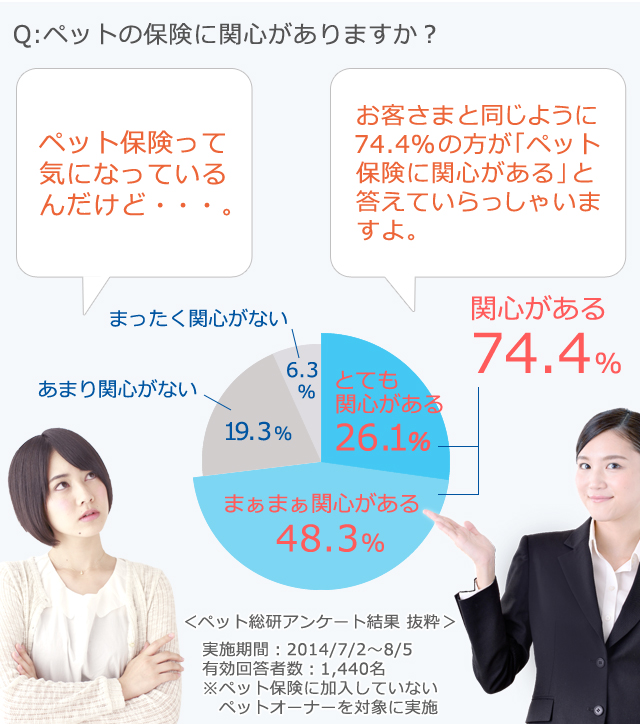 Q:ペットの保険に関心がありますか？
ペット保険って
気になっている
んだけど・・・。
お客さまと同じように
74.4%の方が「ペット
保険に関心がある」と
答えていらっしゃいま
すよ。
関心がある
74.4%
まったく関心がない
6.3
%
あまり関心がない
19.3%
とても
関心がある
26.1%
まぁまぁ関心がある
48.3%
＜ペット総研アンケート結果 抜粋＞
実施期間：2014/7/2〜8/5
有効回答者数：1,440名
※ペット保険に加入していない
ペットオーナーを対象に実施